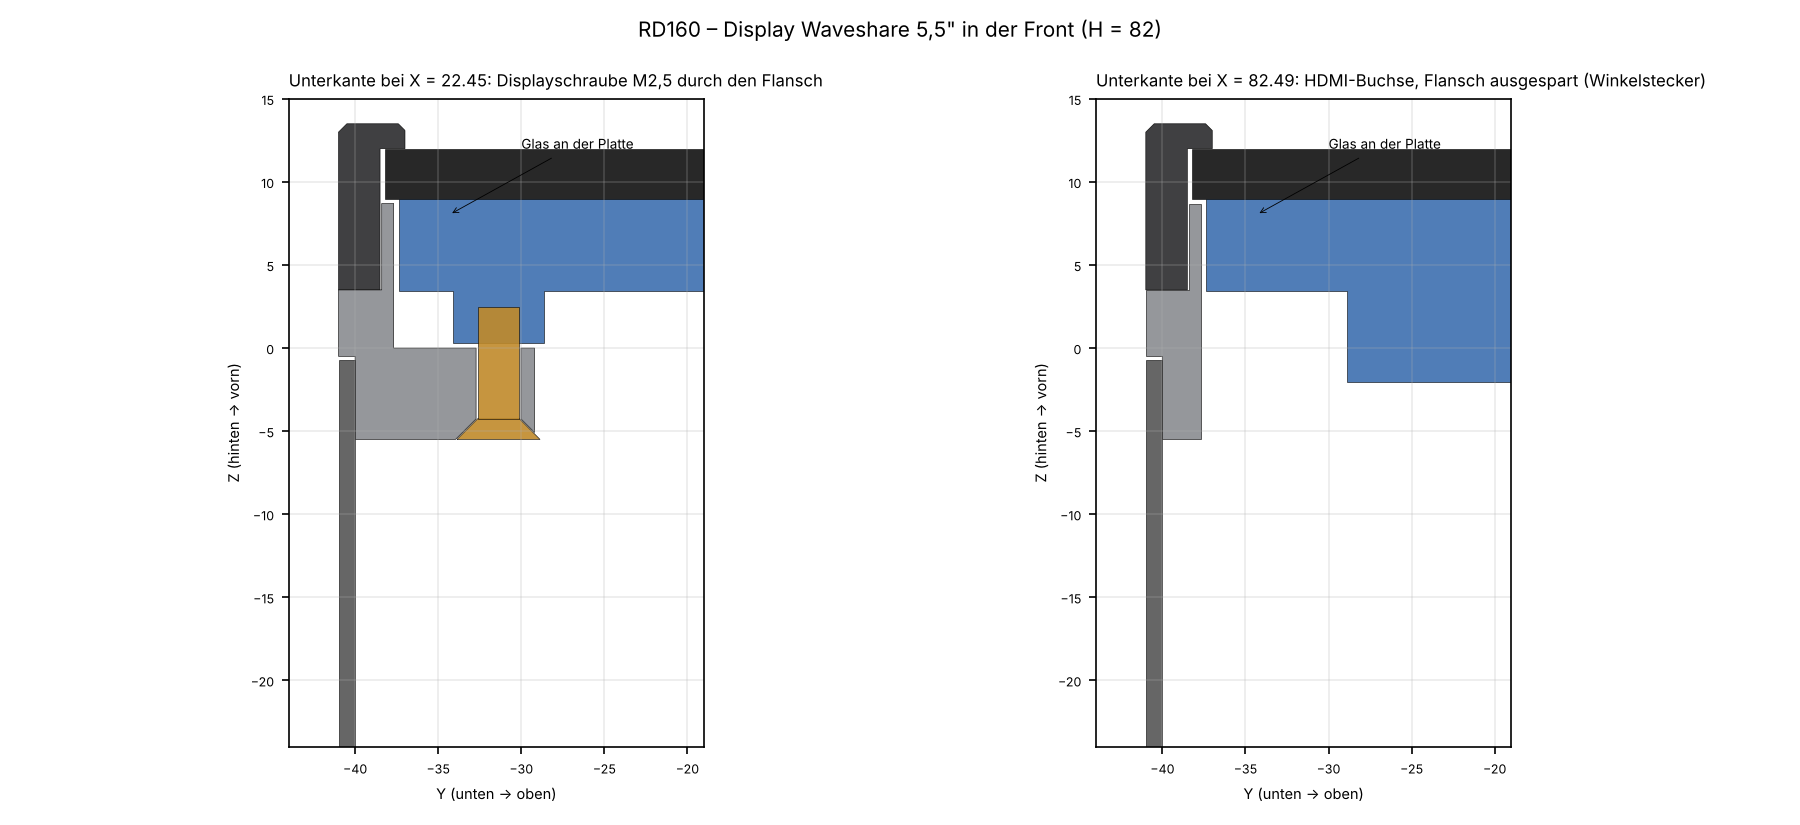 RD160 – Display Waveshare 5,5" in der Front (H = 82)
Unterkante bei X = 22.45: Displayschraube M2,5 durch den Flansch
15
10
5
0
−5
−10
−15
−20
Z (hinten → vorn)
Glas an der Platte
−40
−35
−30
−25
−20
Y (unten → oben)
Unterkante bei X = 82.49: HDMI-Buchse, Flansch ausgespart (Winkelstecker)
15
10
5
0
−5
−10
−15
−20
Z (hinten → vorn)
Glas an der Platte
−40
−35
−30
−25
−20
Y (unten → oben)